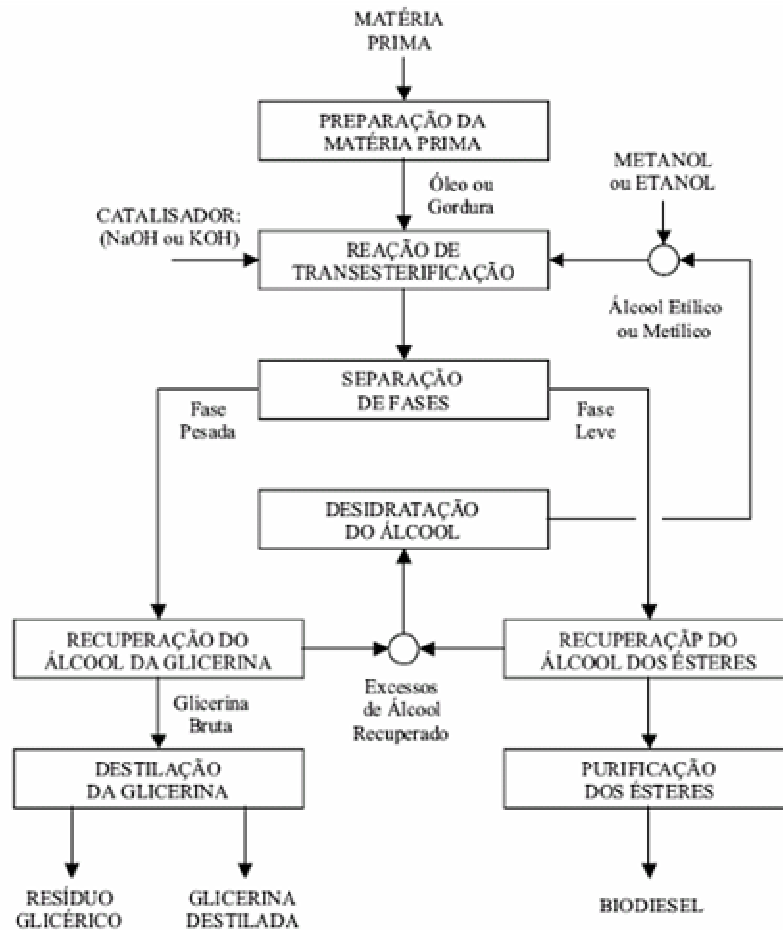 MATÉRIA
PRIMA
PREPARAÇÃO DA
MATÉRIA PRIMA
METANOL
ou ETANOL
Óleo ou
Gordura
CATALISADOR:
(NaOH ou KOH)
REAÇÃO DE
TRANSESTERIFICAÇÃO
Álcool Etílico
ou Metílico
SEPARAÇÃO
DE FASES
Fase
Pesada
Fase
Leve
DESIDRATAÇÃO
DO ÁLCOOL
RECUPERAÇÃO DO
ÁLCOOL DA GLICERINA
RECUPERAÇÃP DO
ÁLCOOL DOS ÉSTERES
Glicerina
Bruta
Excessos
de Álcool
Recuperado
DESTILAÇÃO
DA GLICERINA
PURIFICAÇÃO
DOS ÉSTERES
RESÍDUO
GLICÉRICO
GLICERINA
DESTILADA
BIODIESEL